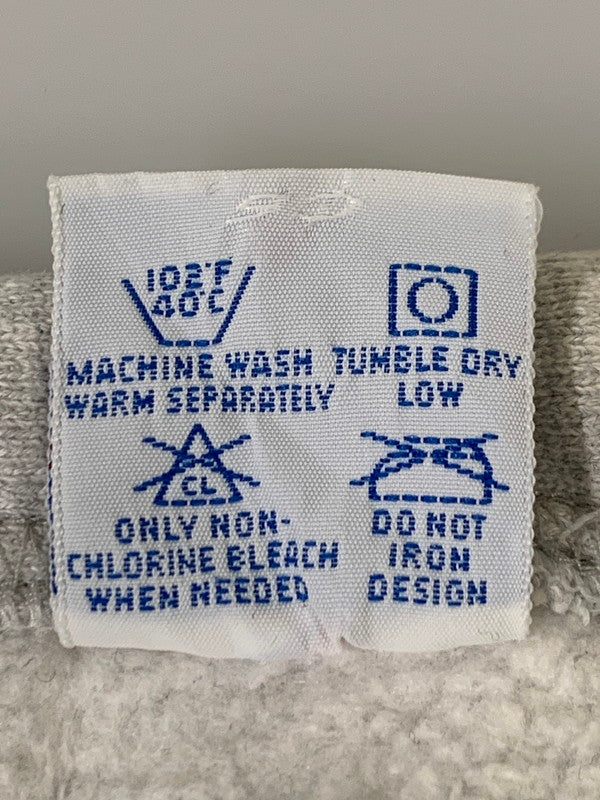 102°F
40°C
MACHINE WASH
WARM SEPARATELY
TUMBLE DRY
LOW
CL
ONLY NON-
CHLORINE BLEACH
WHEN NEEDED
DO NOT
IRON
DESIGN